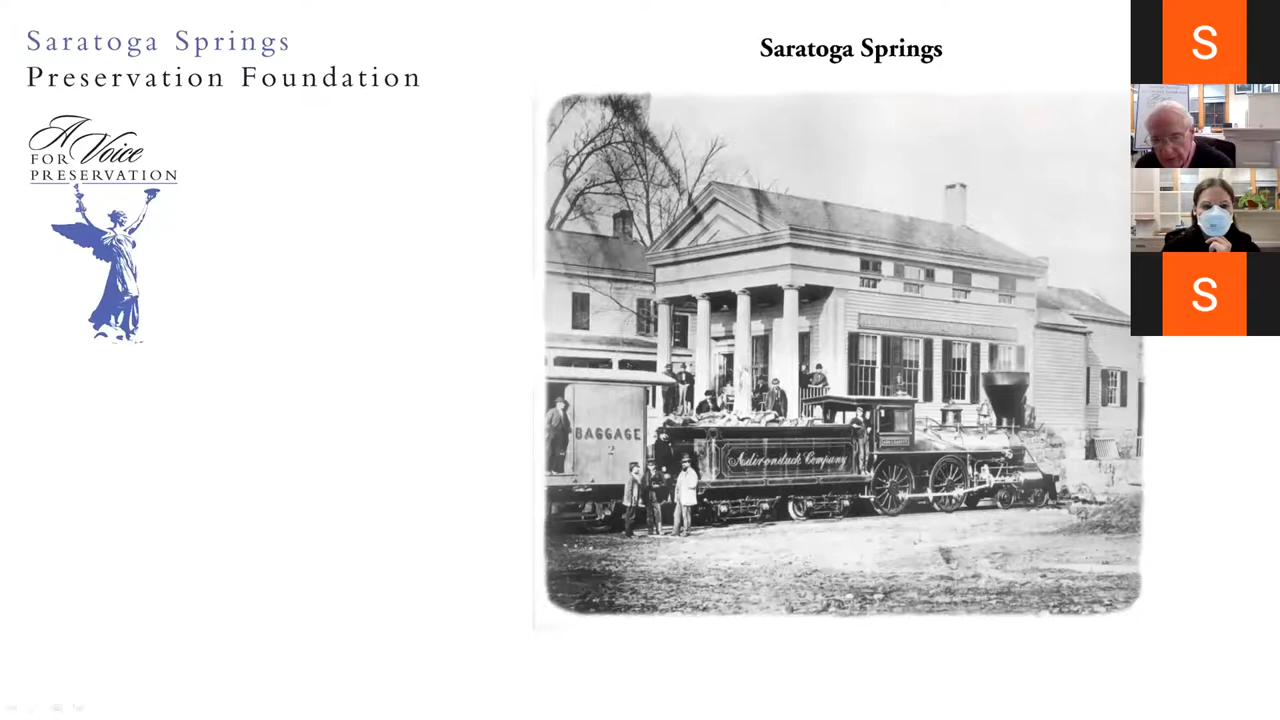 Saratoga Springs
Preservation Foundation
A Voice
FOR
PRESERVATION
Saratoga Springs
BAGGAGE
2
Adirondack Company
S
S